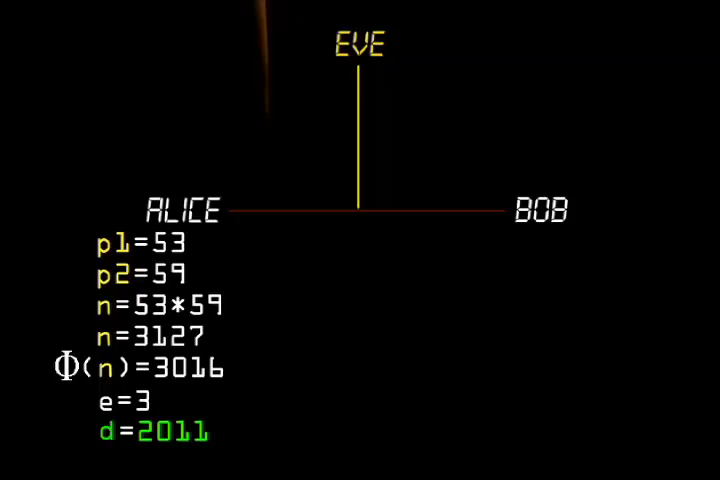 EVE
ALICE
BOB
p1=53
p2=59
n=53*59
n=3127
Φ(n)=3016
e=3
d=2011